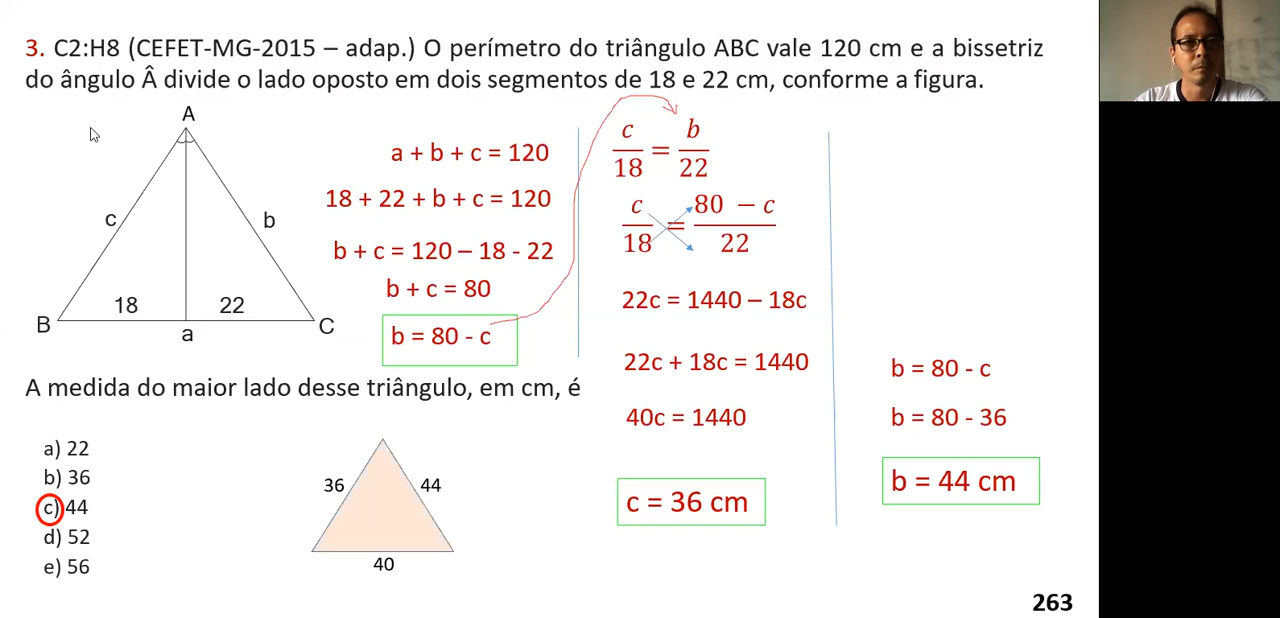 3. C2:H8 (CEFET-MG-2015 – adap.) O perímetro do triângulo ABC vale 120 cm e a bissetriz
do ângulo Â divide o lado oposto em dois segmentos de 18 e 22 cm, conforme a figura.
A
c
b
18
22
B
C
a
a + b + c = 120
18 + 22 + b + c = 120
b + c = 120 – 18 - 22
b + c = 80
b = 80 - c
c/18 = b/22
c/18 = 80 – c/22
22c = 1440 – 18c
22c + 18c = 1440
40c = 1440
c = 36 cm
b = 80 - c
b = 80 - 36
b = 44 cm
A medida do maior lado desse triângulo, em cm, é
a) 22
b) 36
c) 44
d) 52
e) 56
36
44
40
263